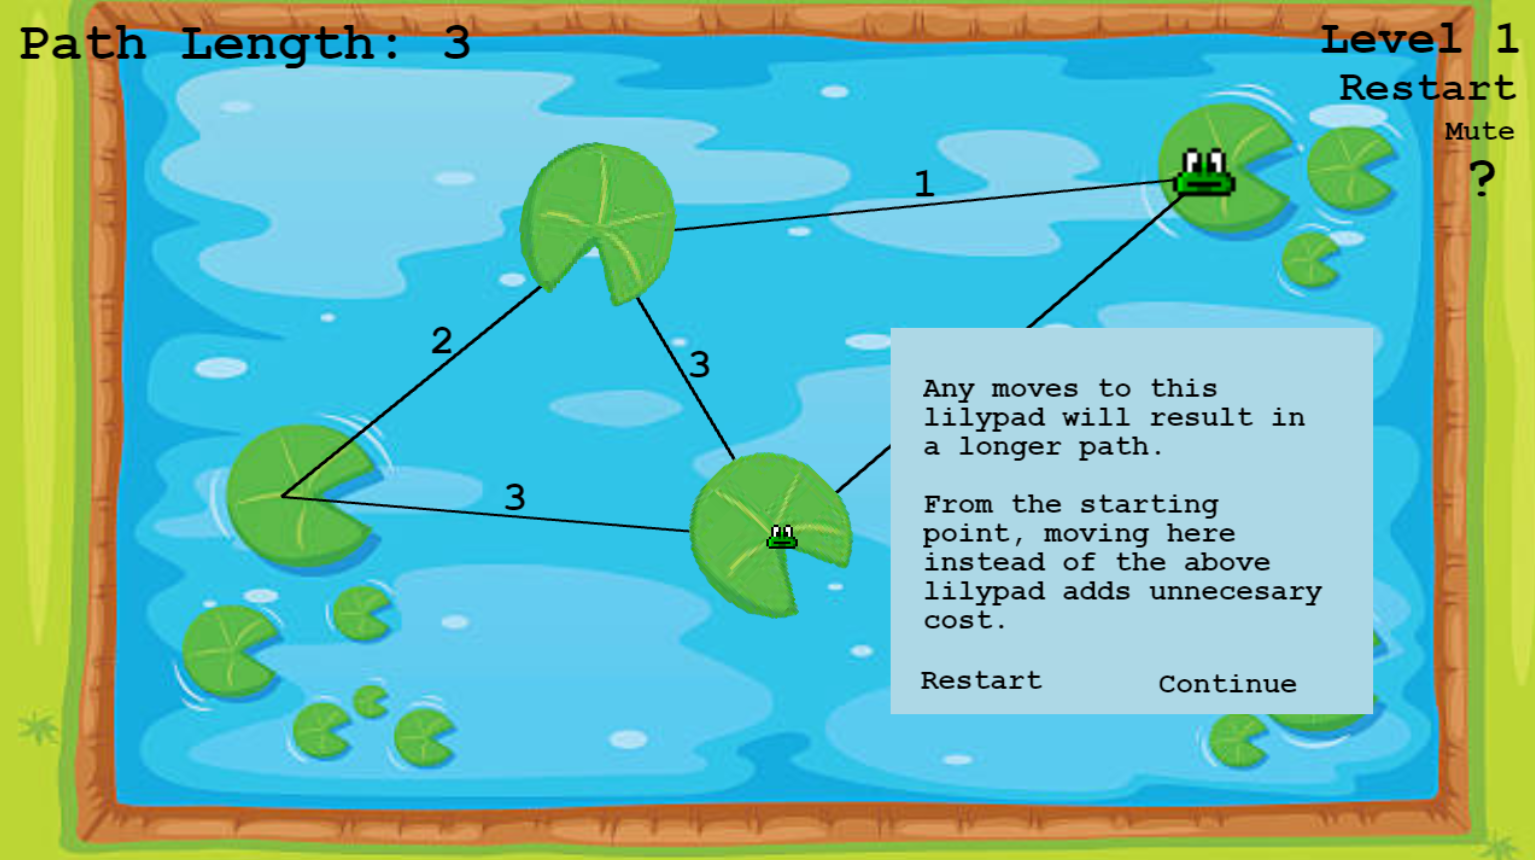 Path Length: 3
Level 1
Restart
Mute
?
1
2
3
3
Any moves to this
lilypad will result in
a longer path.
From the starting
point, moving here
instead of the above
lilypad adds unnecesary
cost.
Restart
Continue